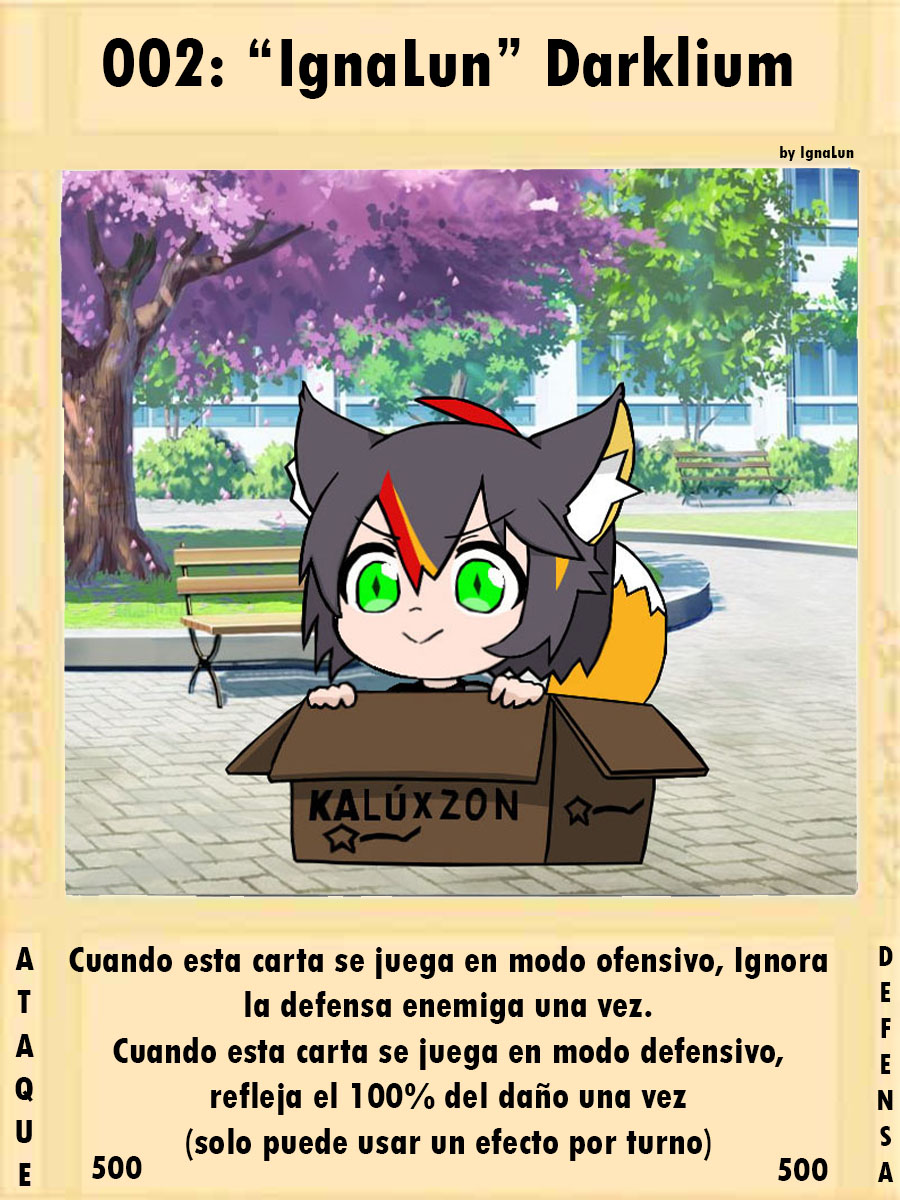 002: “IgnaLun” Darklium
by IgnaLun
KALÚXZON
Cuando esta carta se juega en modo ofensivo, Ignora
la defensa enemiga una vez.
Cuando esta carta se juega en modo defensivo,
refleja el 100% del daño una vez
(solo puede usar un efecto por turno)
ATAQUE
500
DEFENSA
500